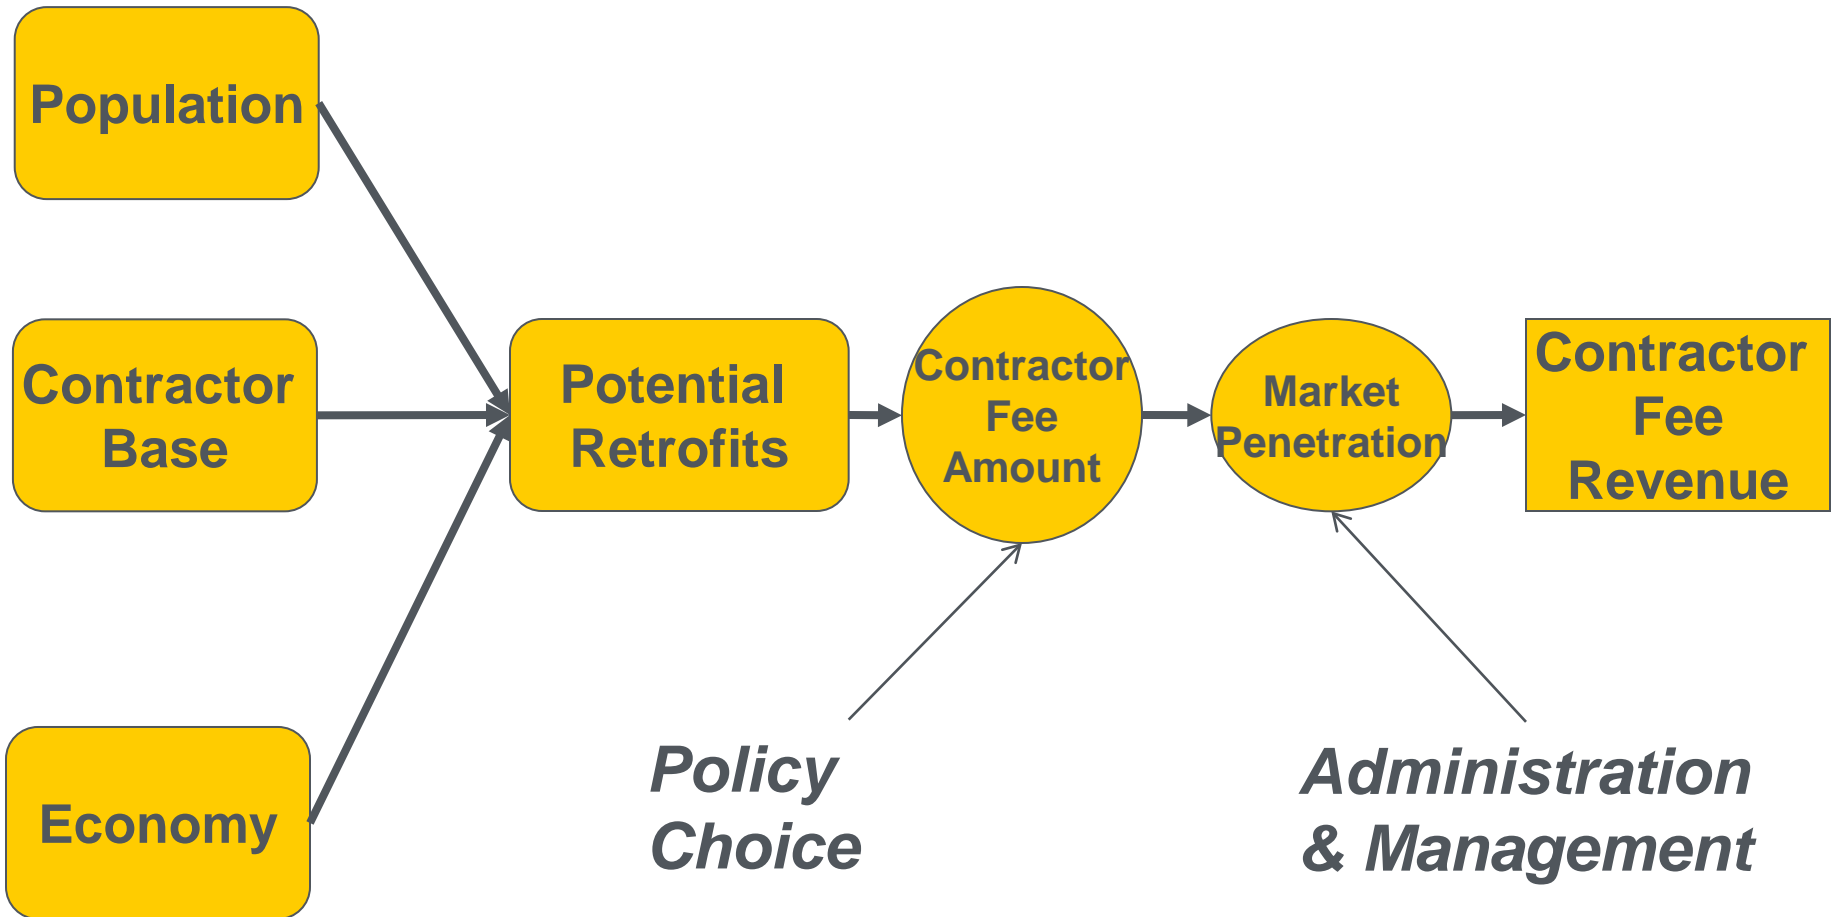 Population
Contractor
Base
Economy
Potential
Retrofits
Contractor
Fee
Amount
Market
Penetration
Contractor
Fee
Revenue
Policy
Choice
Administration
& Management